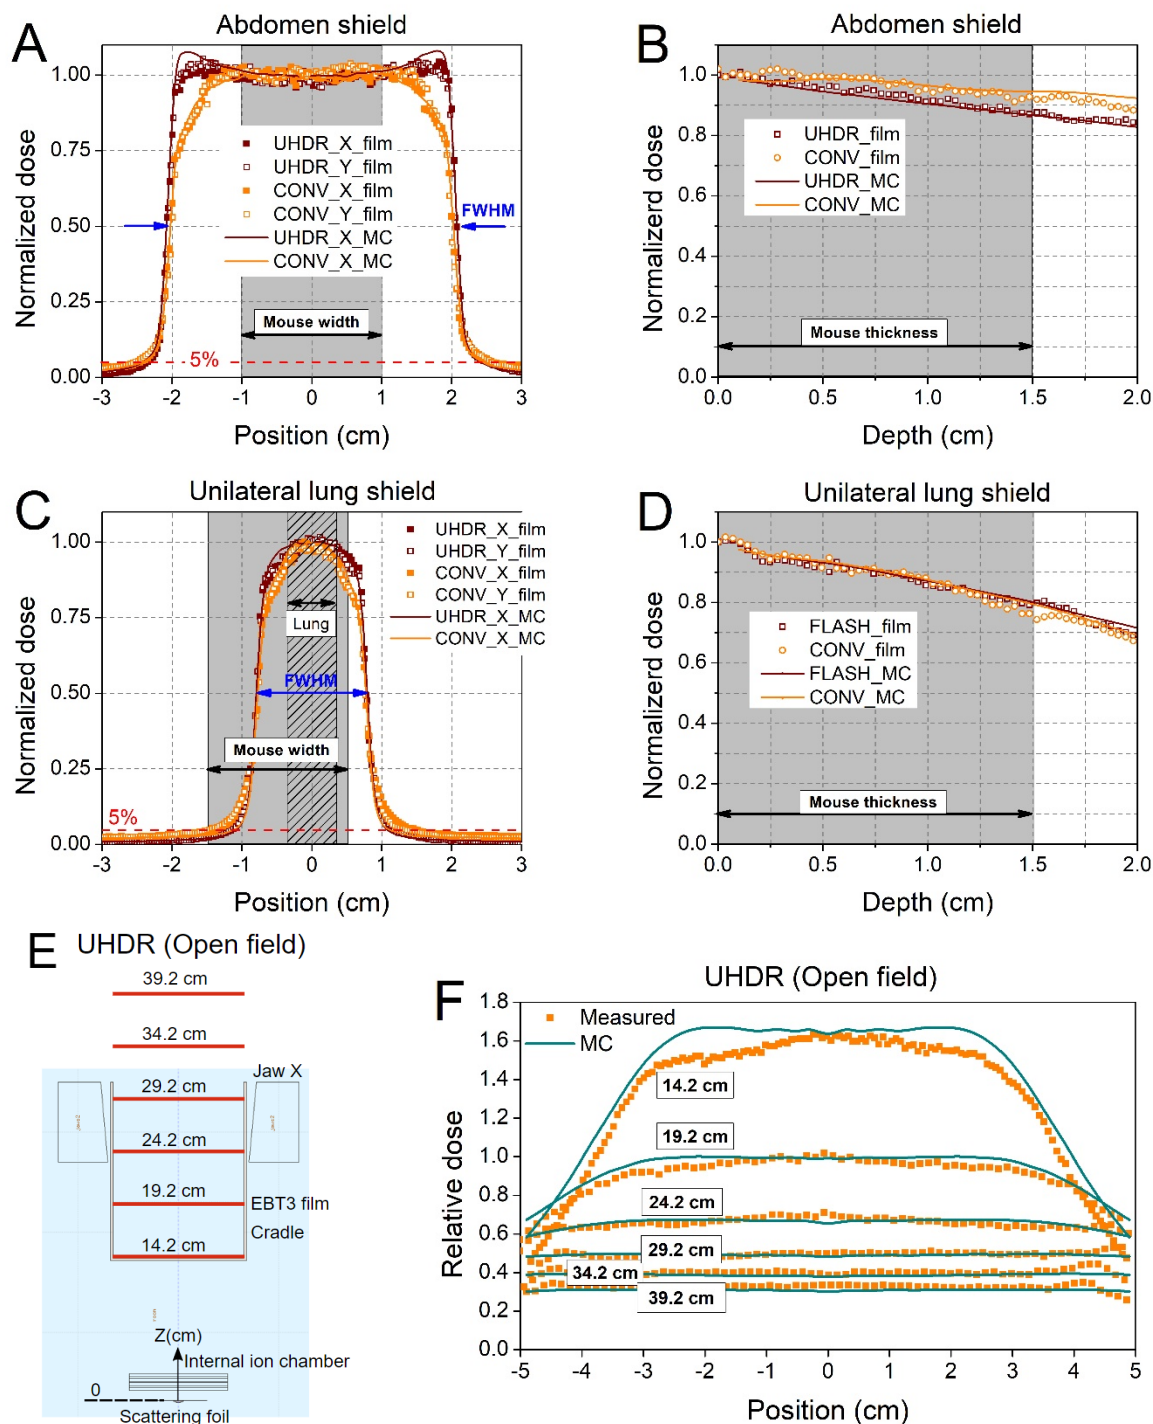 A
Abdomen shield
Normalized dose
1.00
0.75
0.50
0.25
0.00
UHDR_X_film
UHDR_Y_film
CONV_X_film
CONV_Y_film
UHDR_X_MC
CONV_X_MC
FWHM
Mouse width
5%
-3 -2 -1 0 1 2 3
Position (cm)
B
Abdomen shield
Normalizerd dose
1.0
0.8
0.6
0.4
0.2
0.0
UHDR_film
CONV_film
UHDR_MC
CONV_MC
Mouse thickness
0.0 0.5 1.0 1.5 2.0
Depth (cm)
C
Unilateral lung shield
Normalized dose
1.00
0.75
0.50
0.25
0.00
UHDR_X_film
UHDR_Y_film
CONV_X_film
CONV_Y_film
UHDR_X_MC
CONV_X_MC
Lung
FWHM
Mouse width
5%
-3 -2 -1 0 1 2 3
Position (cm)
D
Unilateral lung shield
Normalizerd dose
1.0
0.8
0.6
0.4
0.2
0.0
FLASH_film
CONV_film
FLASH_MC
CONV_MC
Mouse thickness
0.0 0.5 1.0 1.5 2.0
Depth (cm)
E
UHDR (Open field)
39.2 cm
34.2 cm
Jaw X
29.2 cm
24.2 cm
19.2 cm
EBT3 film
Cradle
14.2 cm
Z(cm)
Internal ion chamber
0
Scattering foil
F
UHDR (Open field)
Relative dose
1.8
1.6
1.4
1.2
1.0
0.8
0.6
0.4
0.2
0.0
Measured
MC
14.2 cm
19.2 cm
24.2 cm
29.2 cm
34.2 cm
39.2 cm
-5 -4 -3 -2 -1 0 1 2 3 4 5
Position (cm)